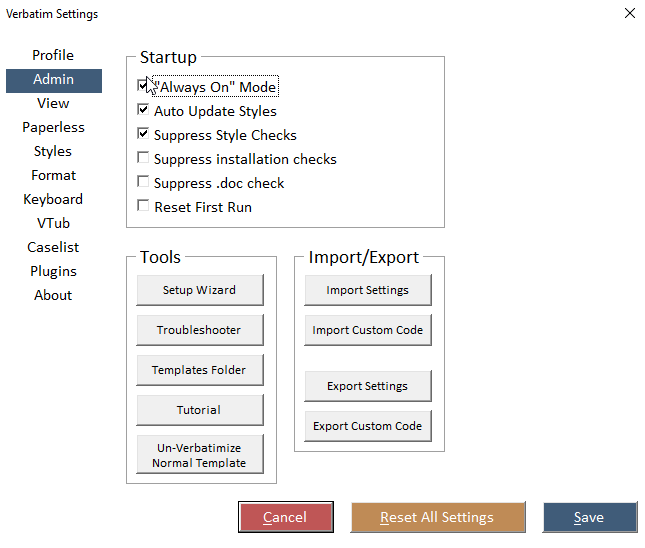 Verbatim Settings
Profile
Admin
View
Paperless
Styles
Format
Keyboard
VTub
Caselist
Plugins
About
Startup
"Always On" Mode
Auto Update Styles
Suppress Style Checks
Suppress installation checks
Suppress .doc check
Reset First Run
Tools
Setup Wizard
Troubleshooter
Templates Folder
Tutorial
Un-Verbatimize
Normal Template
Import/Export
Import Settings
Import Custom Code
Export Settings
Export Custom Code
Cancel
Reset All Settings
Save